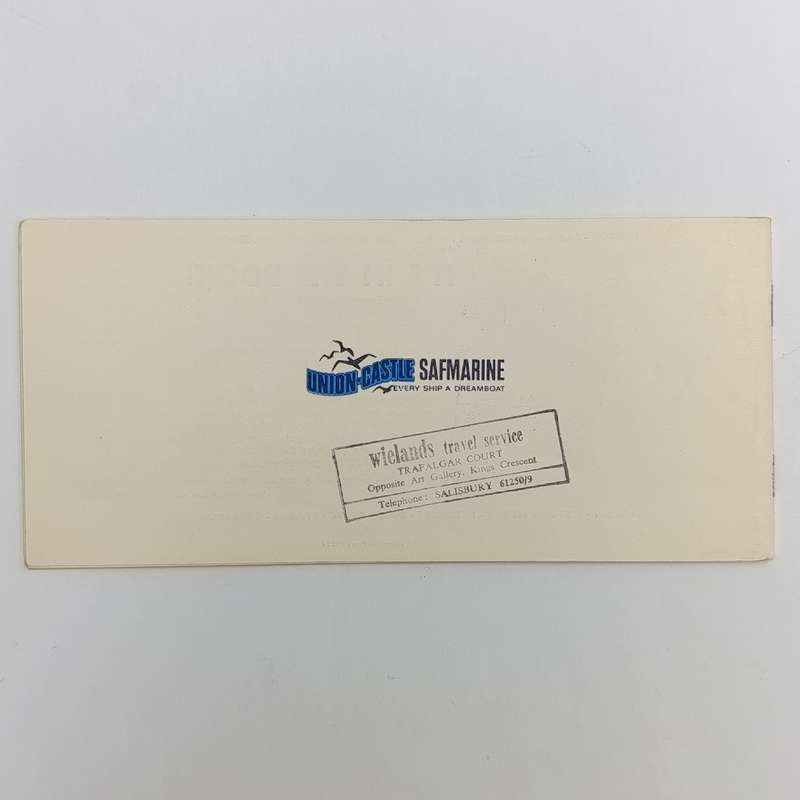 UNION-CASTLE SAFMARINE
EVERY SHIP A DREAMBOAT
wielands travel service
TRAFALGAR COURT
Opposite Art Gallery, Kings Crescent
Telephone: SALISBURY 61250/9